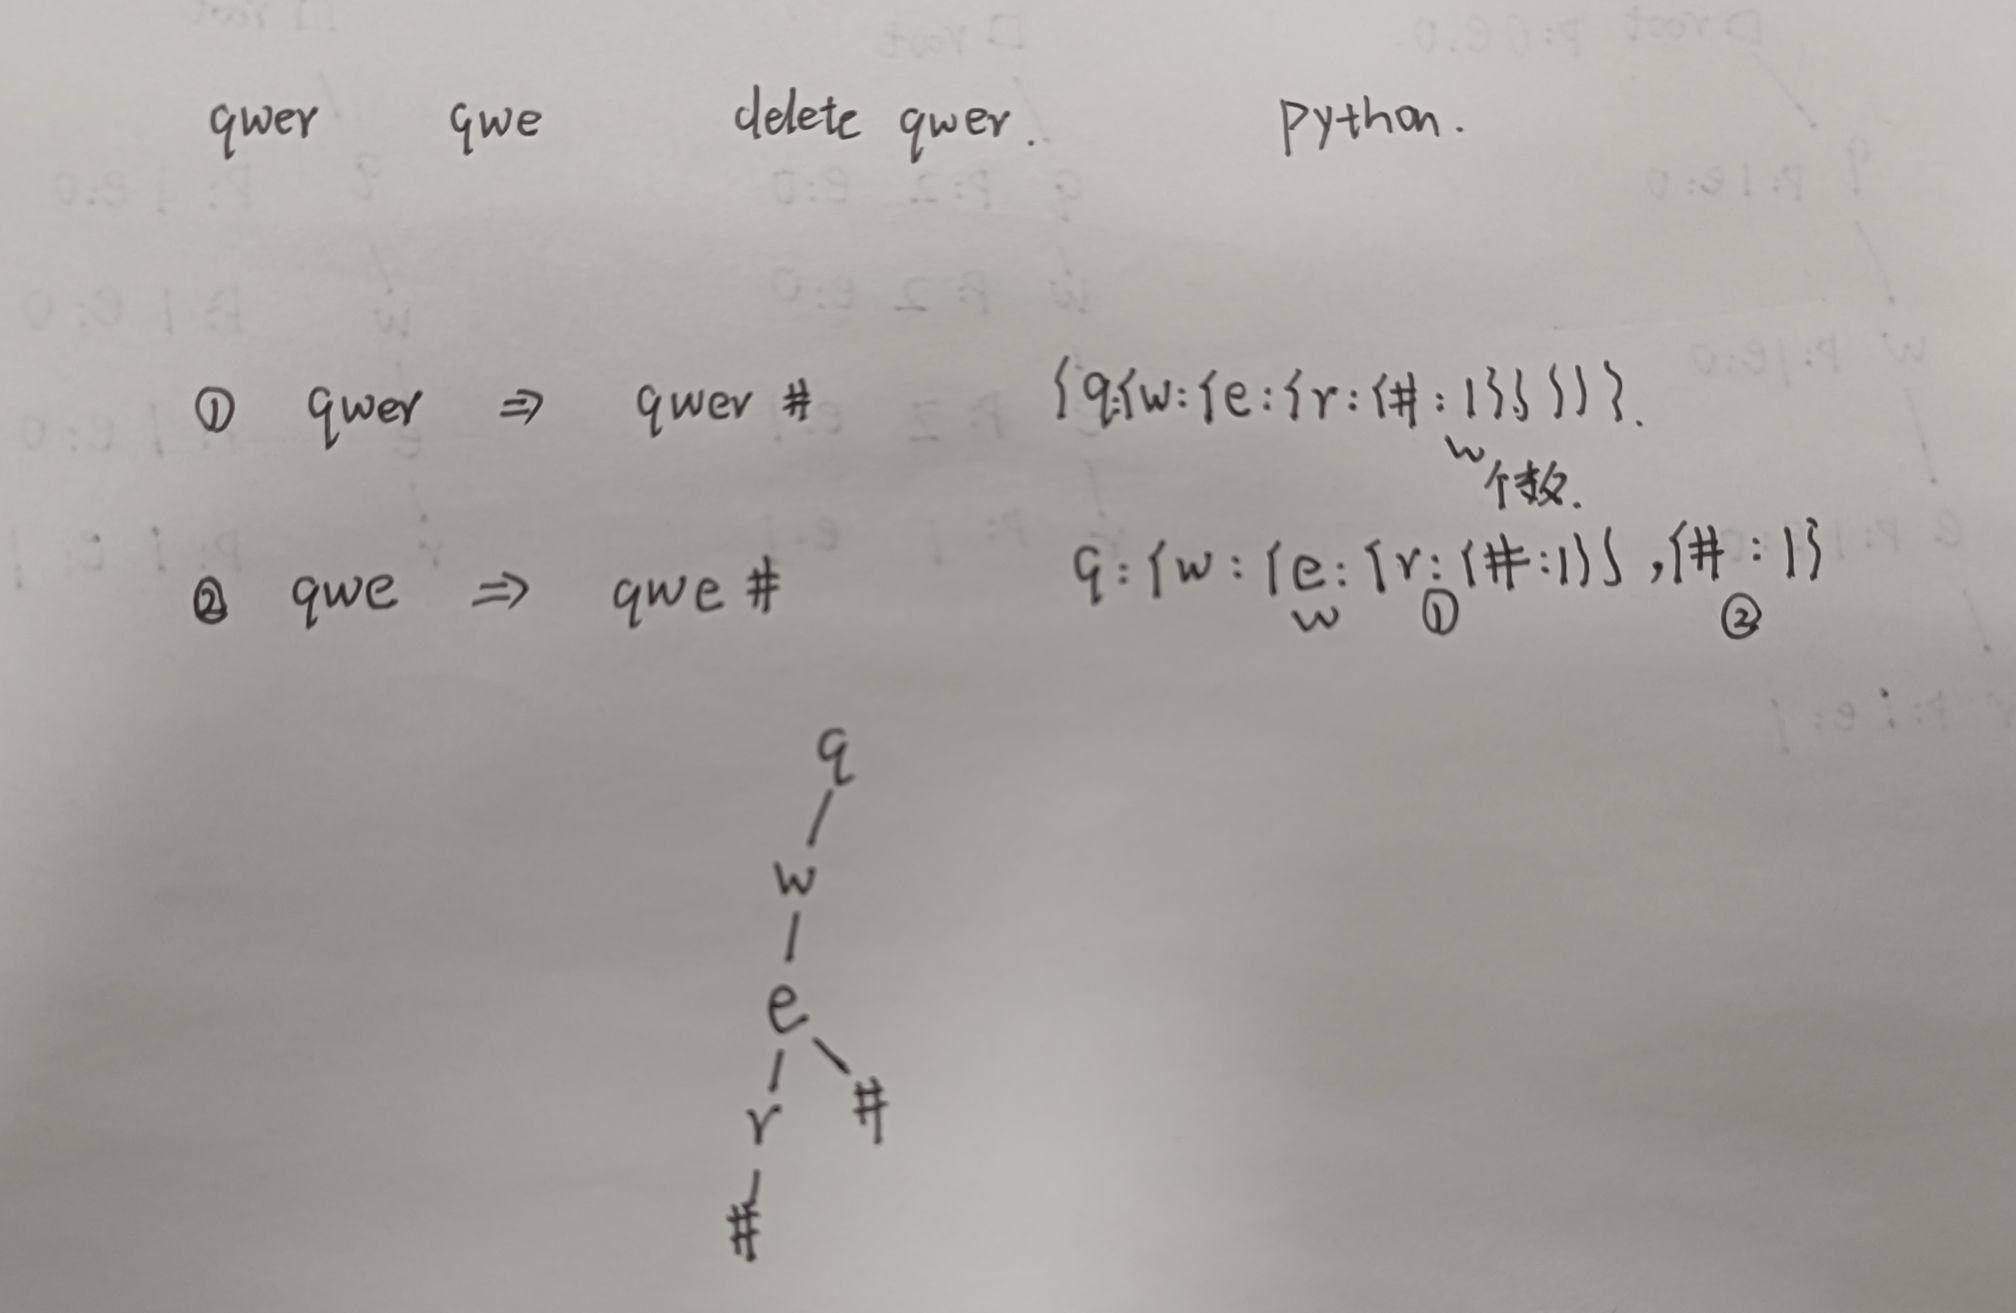 qwer qwe delete qwer. python.
① qwer ⇒ qwer # {q:{w:{e:{r:{#:1}}}}}.
w 个数.
② qwe ⇒ qwe # q:{w:{e:{r:{#:1}},{#:1}
w ① ②
q
w
e
r #
#